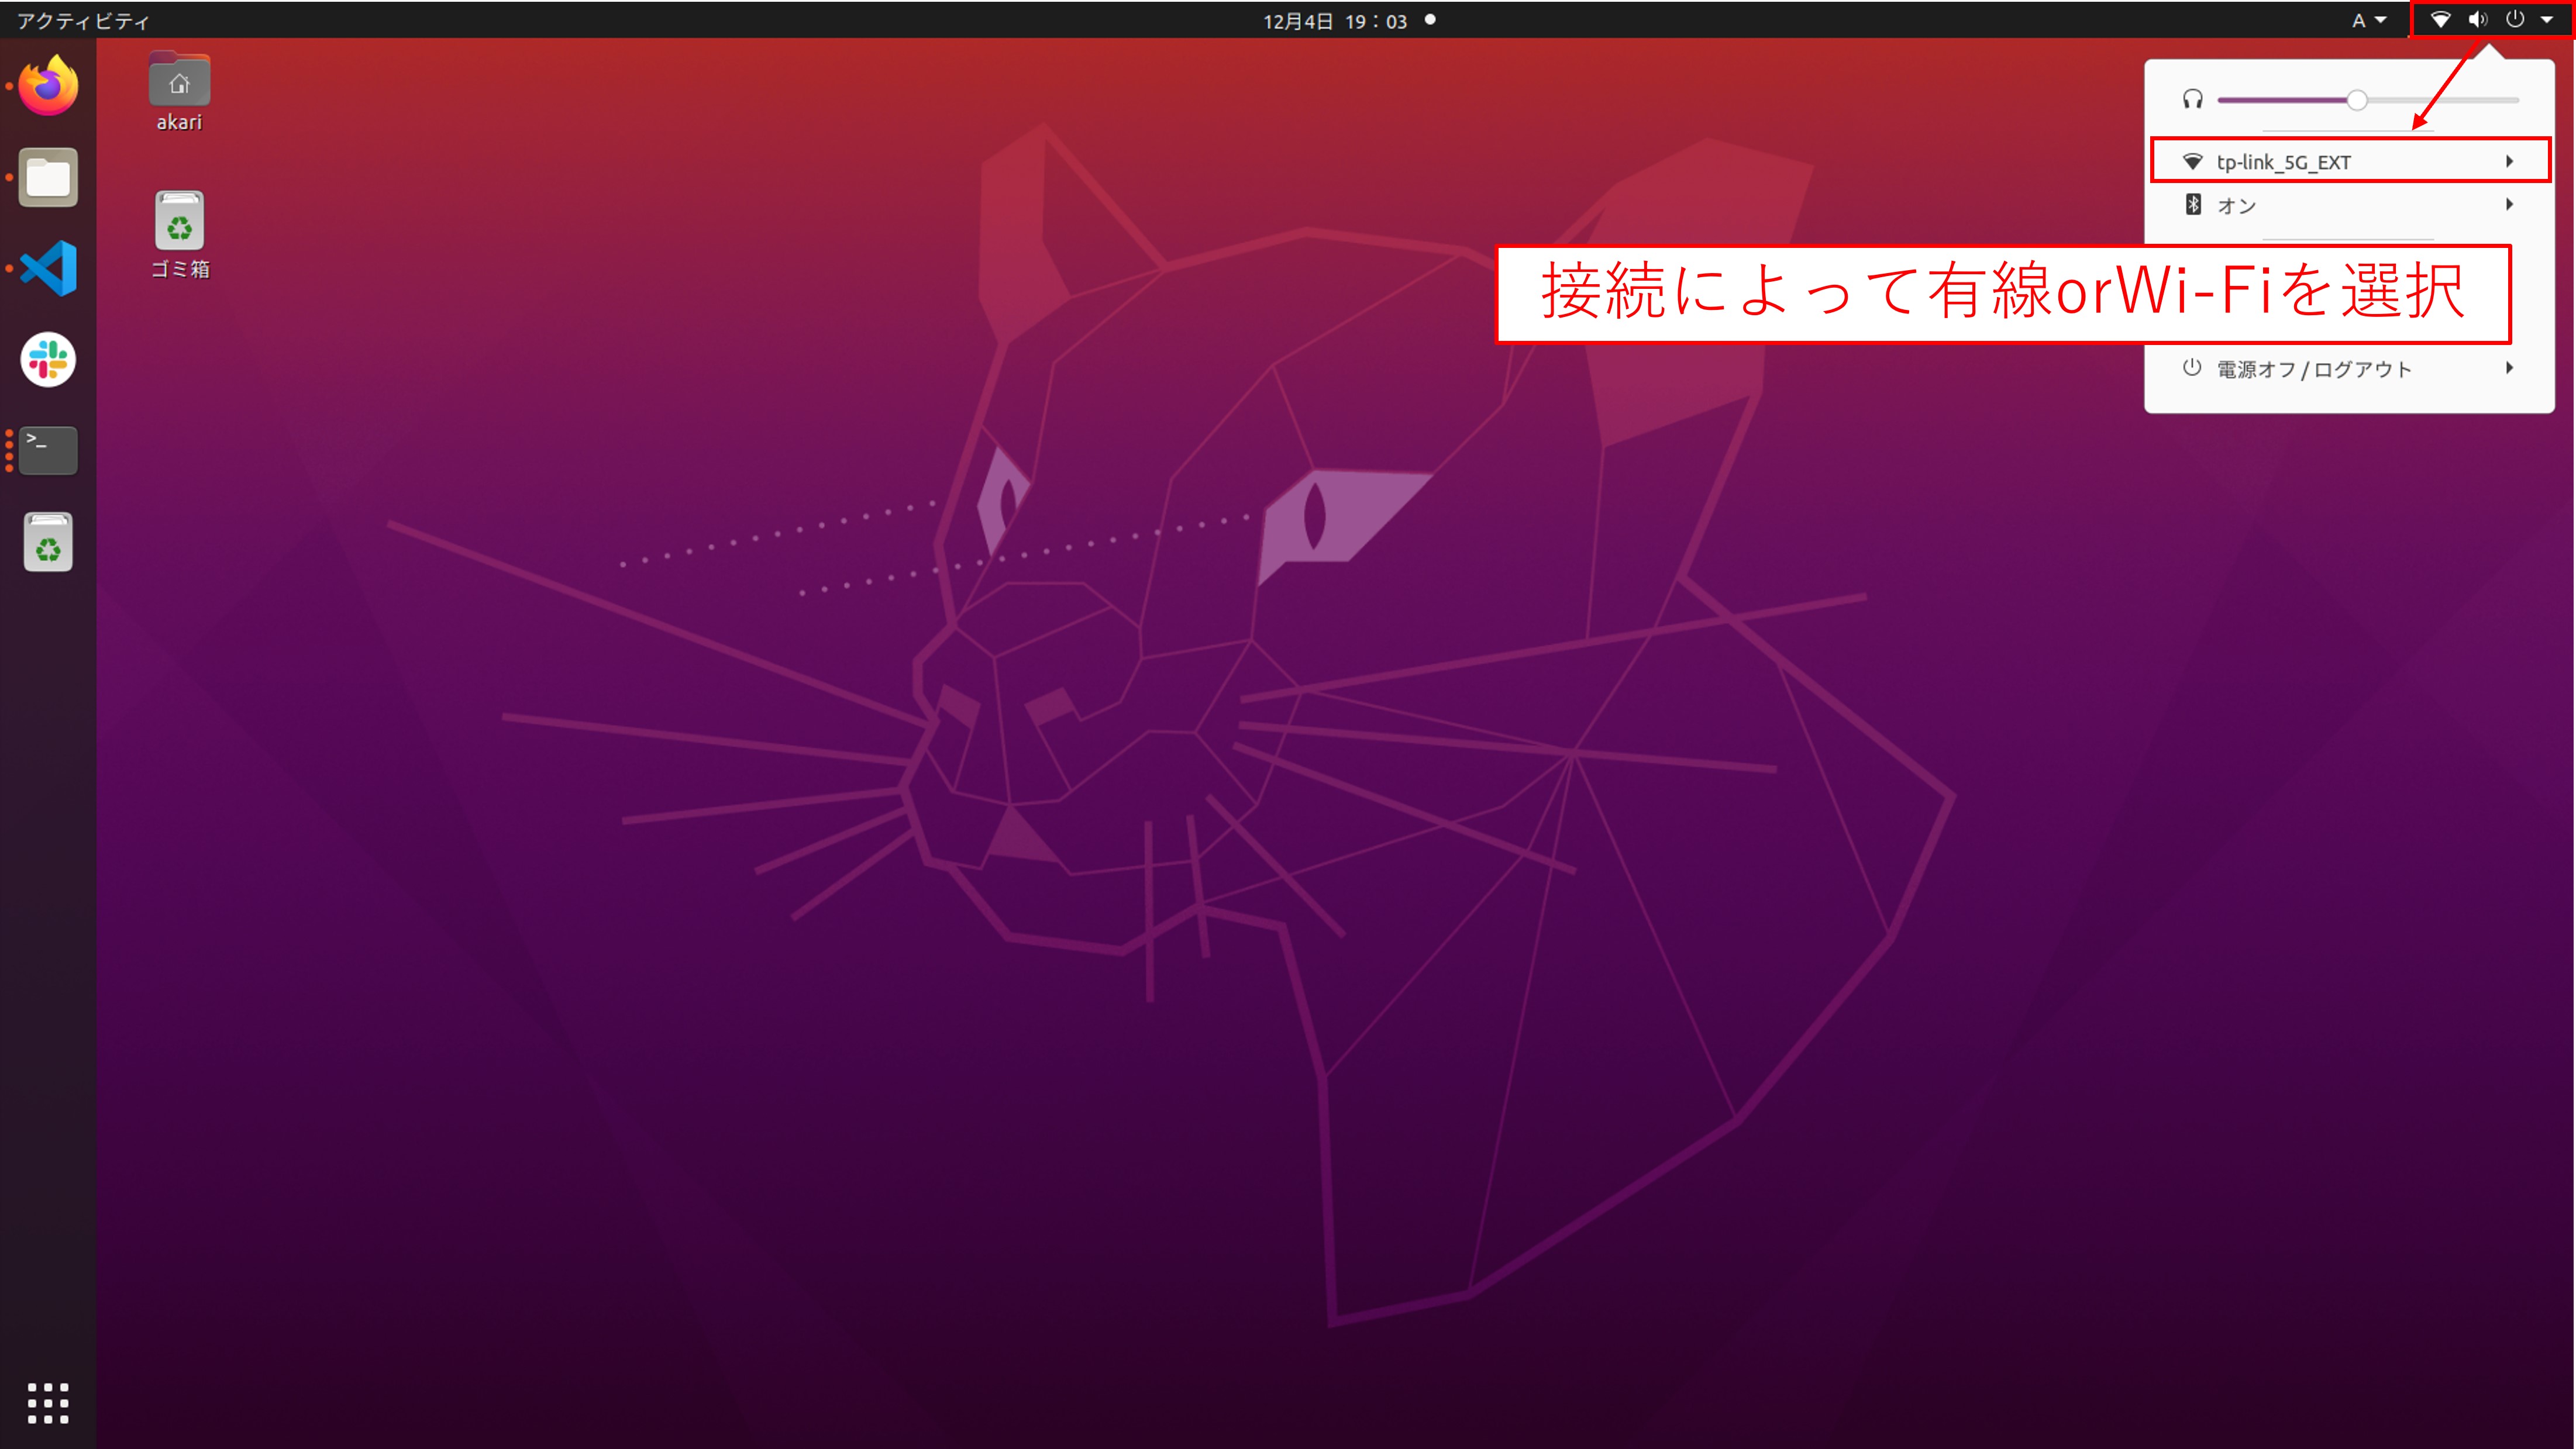 アクティビティ
12月4日 19：03
A
akari
ゴミ箱
tp-link_5G_EXT
オン
接続によって有線orWi-Fiを選択
電源オフ / ログアウト